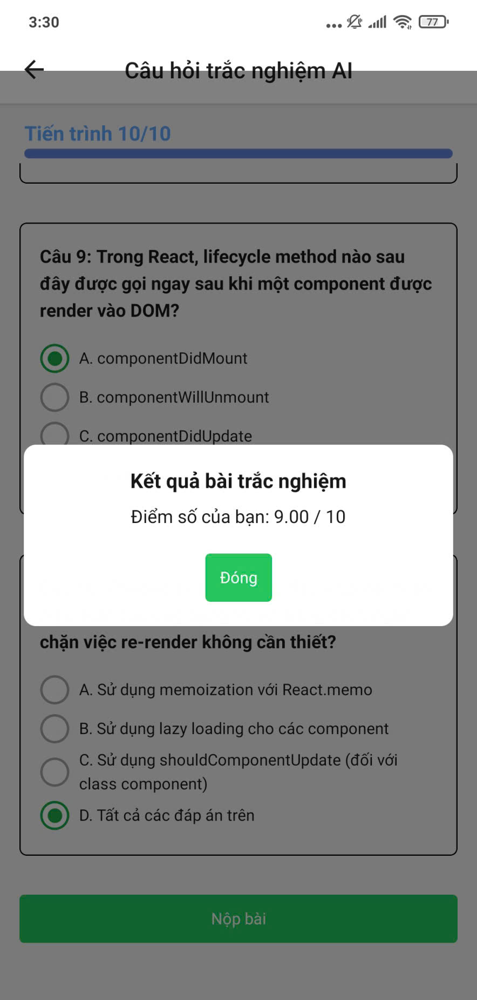 3:30
77
Câu hỏi trắc nghiệm AI
Tiến trình 10/10
Câu 9: Trong React, lifecycle method nào sau
đây được gọi ngay sau khi một component được
render vào DOM?
A. componentDidMount
B. componentWillUnmount
C. componentDidUpdate
Kết quả bài trắc nghiệm
Điểm số của bạn: 9.00 / 10
Đóng
chặn việc re-render không cần thiết?
A. Sử dụng memoization với React.memo
B. Sử dụng lazy loading cho các component
C. Sử dụng shouldComponentUpdate (đối với
class component)
D. Tất cả các đáp án trên
Nộp bài